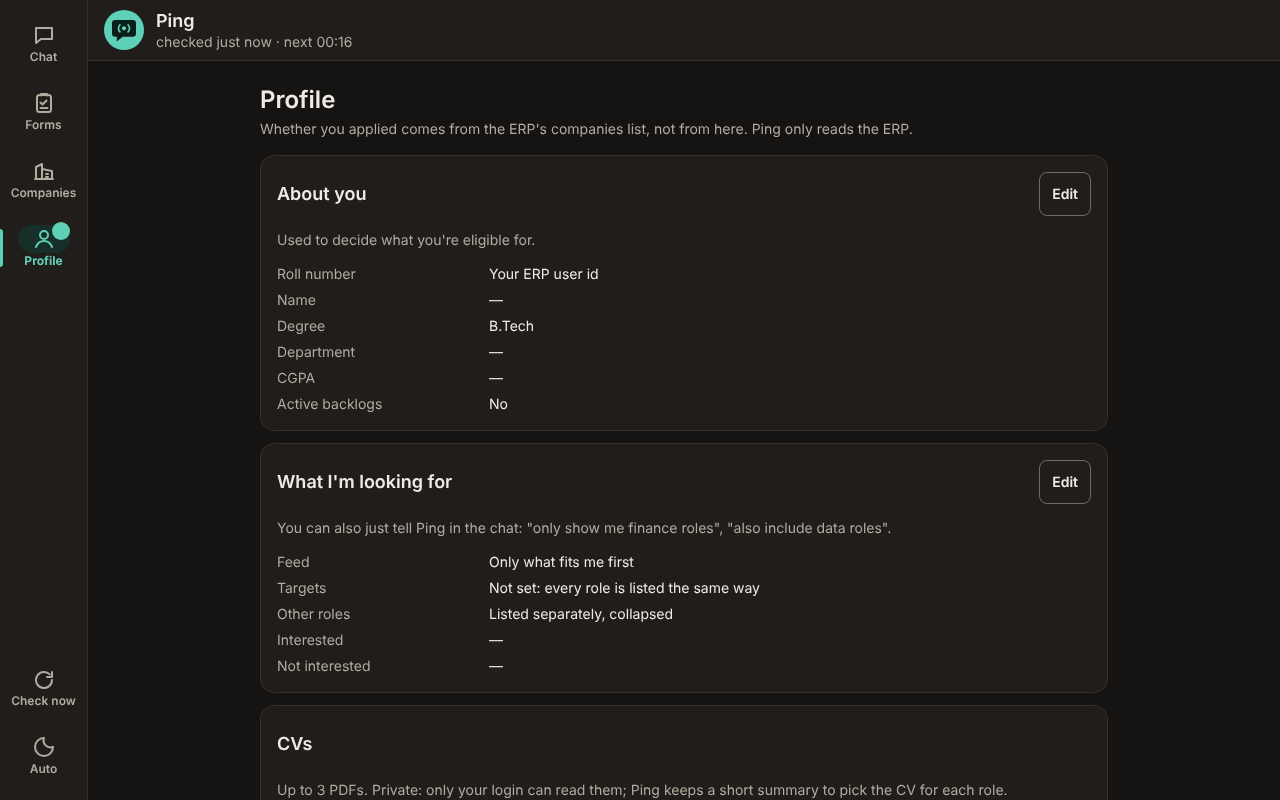 Ping
checked just now · next 00:16
Chat
Forms
Companies
Profile
Check now
Auto
Profile
Whether you applied comes from the ERP's companies list, not from here. Ping only reads the ERP.
About you
Edit
Used to decide what you're eligible for.
Roll number Your ERP user id
Name —
Degree B.Tech
Department —
CGPA —
Active backlogs No
What I'm looking for
Edit
You can also just tell Ping in the chat: "only show me finance roles", "also include data roles".
Feed Only what fits me first
Targets Not set: every role is listed the same way
Other roles Listed separately, collapsed
Interested —
Not interested —
CVs
Up to 3 PDFs. Private: only your login can read them; Ping keeps a short summary to pick the CV for each role.